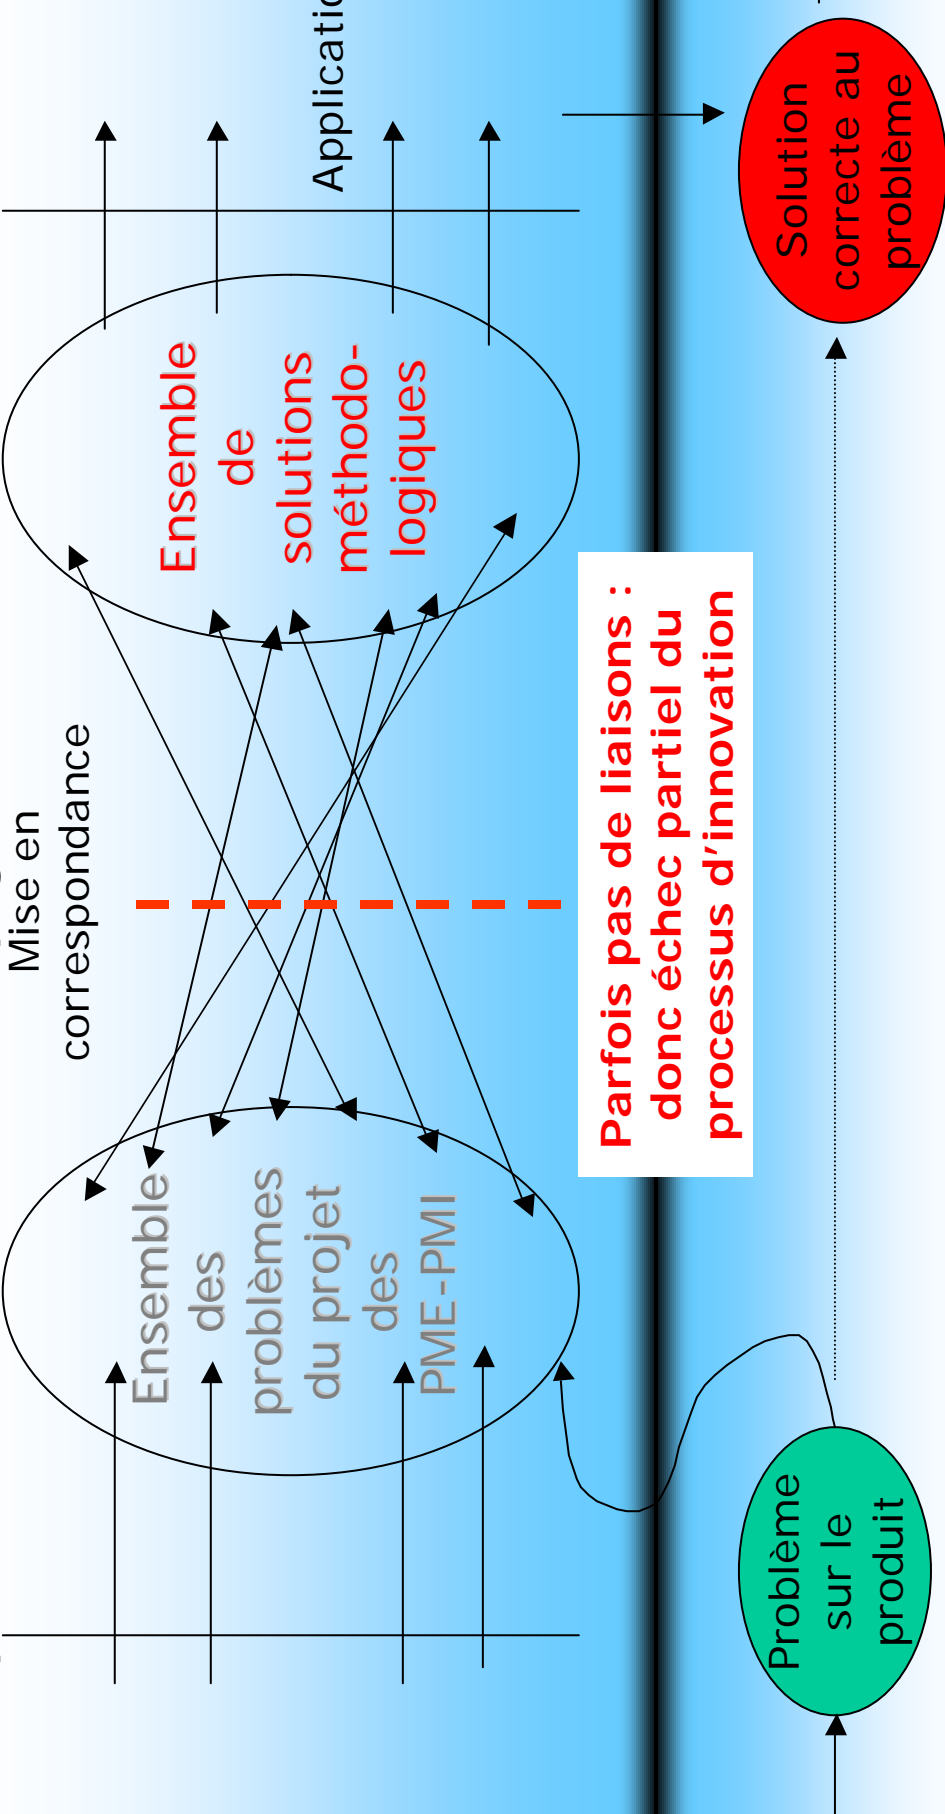 Mise en
correspondance
Ensemble
des
problèmes
du projet
des
PME-PMI
Ensemble
de
solutions
méthodo-
logiques
Parfois pas de liaisons :
donc échec partiel du
processus d’innovation
Problème
sur le
produit
Solution
correcte au
problème